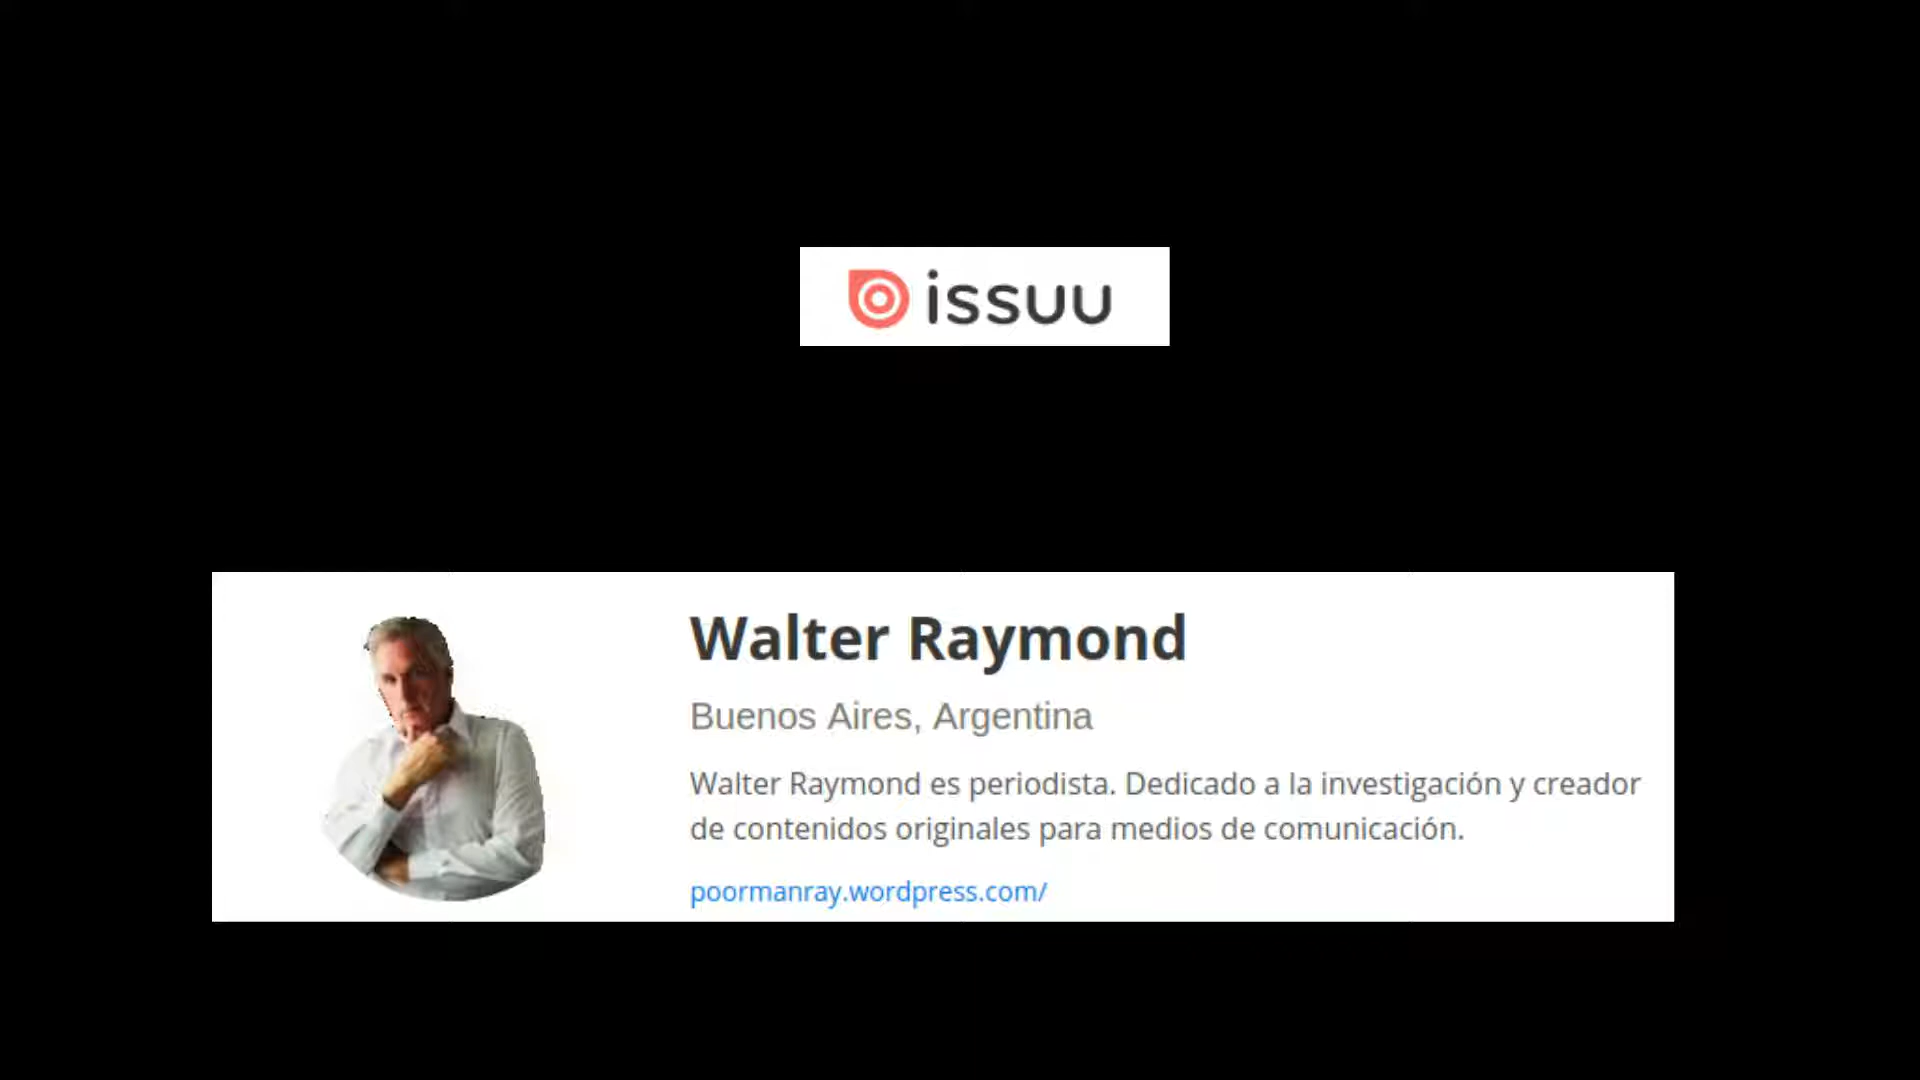 issuu
Walter Raymond
Buenos Aires, Argentina
Walter Raymond es periodista. Dedicado a la investigación y creador
de contenidos originales para medios de comunicación.
poormanray.wordpress.com/